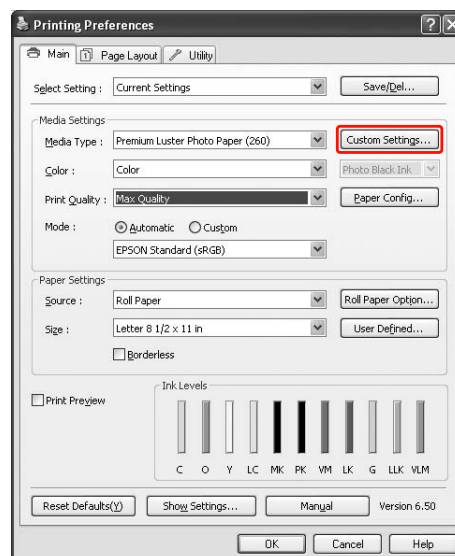 Printing Preferences
Main Page Layout Utility
Select Setting : Current Settings Save/Del...
Media Settings
Media Type : Premium Luster Photo Paper (260) Custom Settings...
Color : Color Photo Black Ink
Print Quality : Max Quality Paper Config...
Mode : Automatic Custom
EPSON Standard (sRGB)
Paper Settings
Source : Roll Paper Roll Paper Option...
Size : Letter 8 1/2 x 11 in User Defined...
Borderless
Print Preview
Ink Levels
C O Y LC MK PK VM LK G LLK VLM
Reset Defaults(Y) Show Settings... Manual Version 6.50
OK Cancel Help